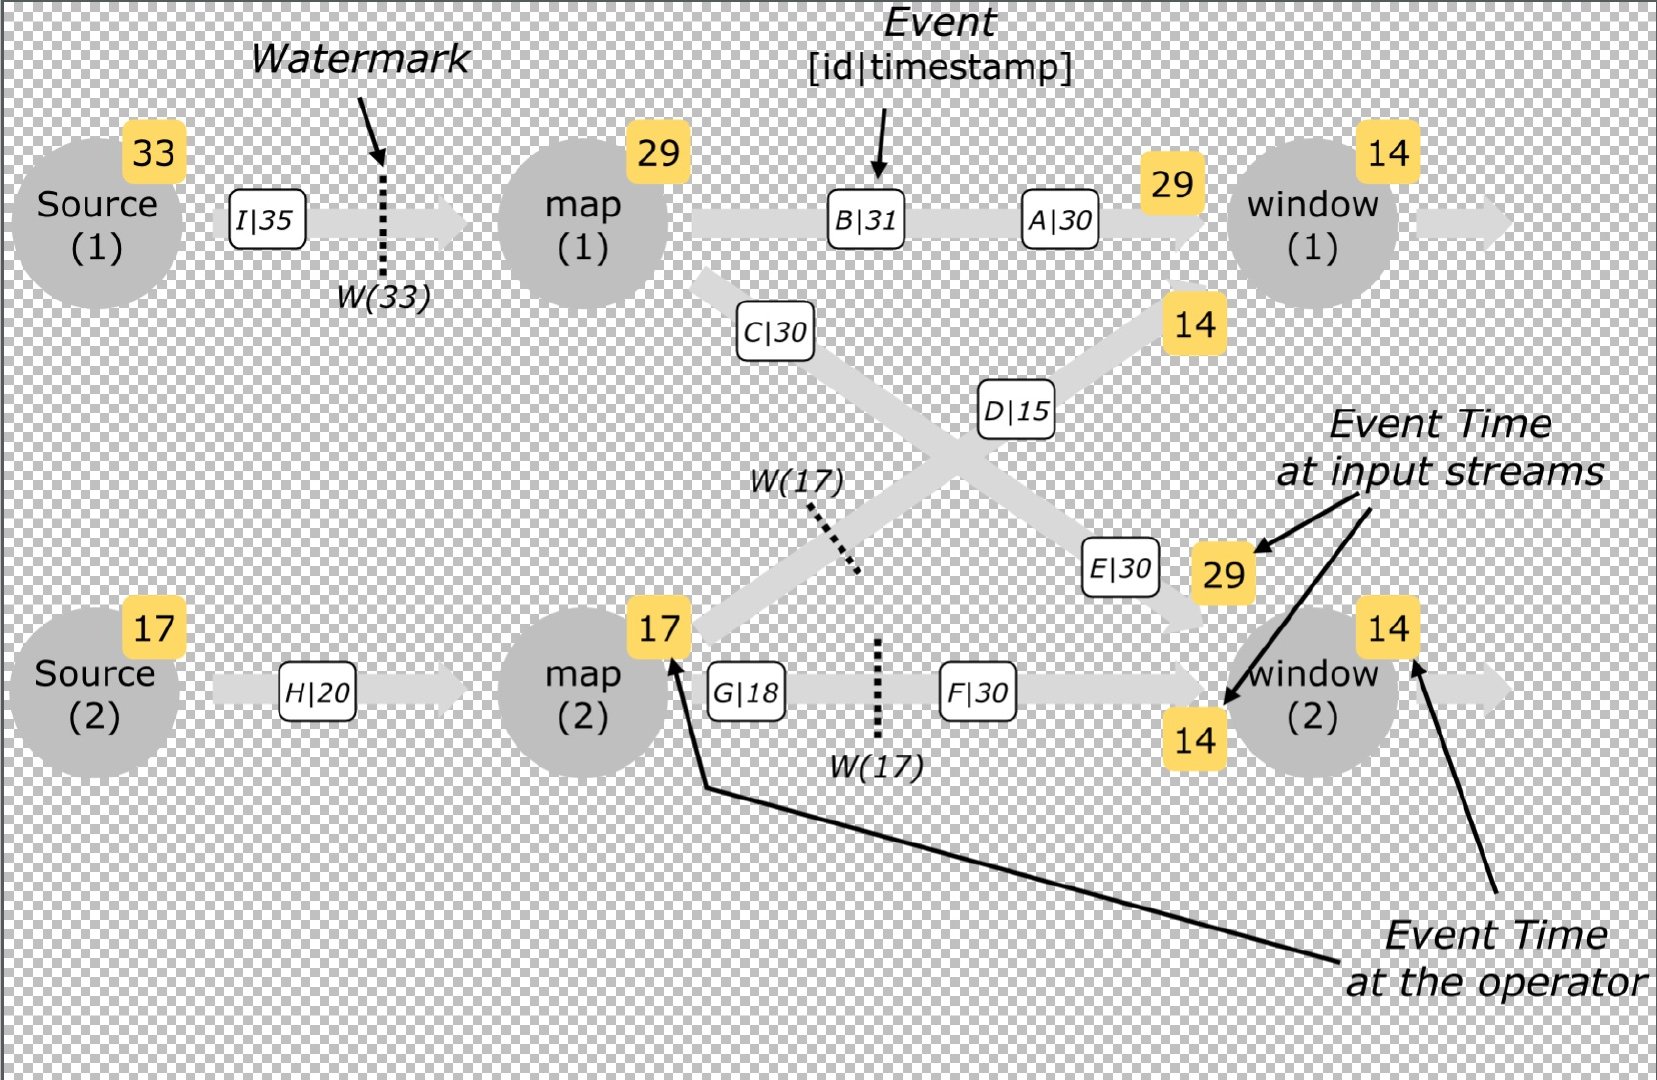 Event
[id|timestamp]
Watermark
33
29
29
14
Source
(1)
I|35
W(33)
map
(1)
B|31
A|30
window
(1)
C|30
14
D|15
Event Time
at input streams
W(17)
E|30
29
17
17
14
Source
(2)
H|20
map
(2)
G|18
F|30
W(17)
14
window
(2)
Event Time
at the operator